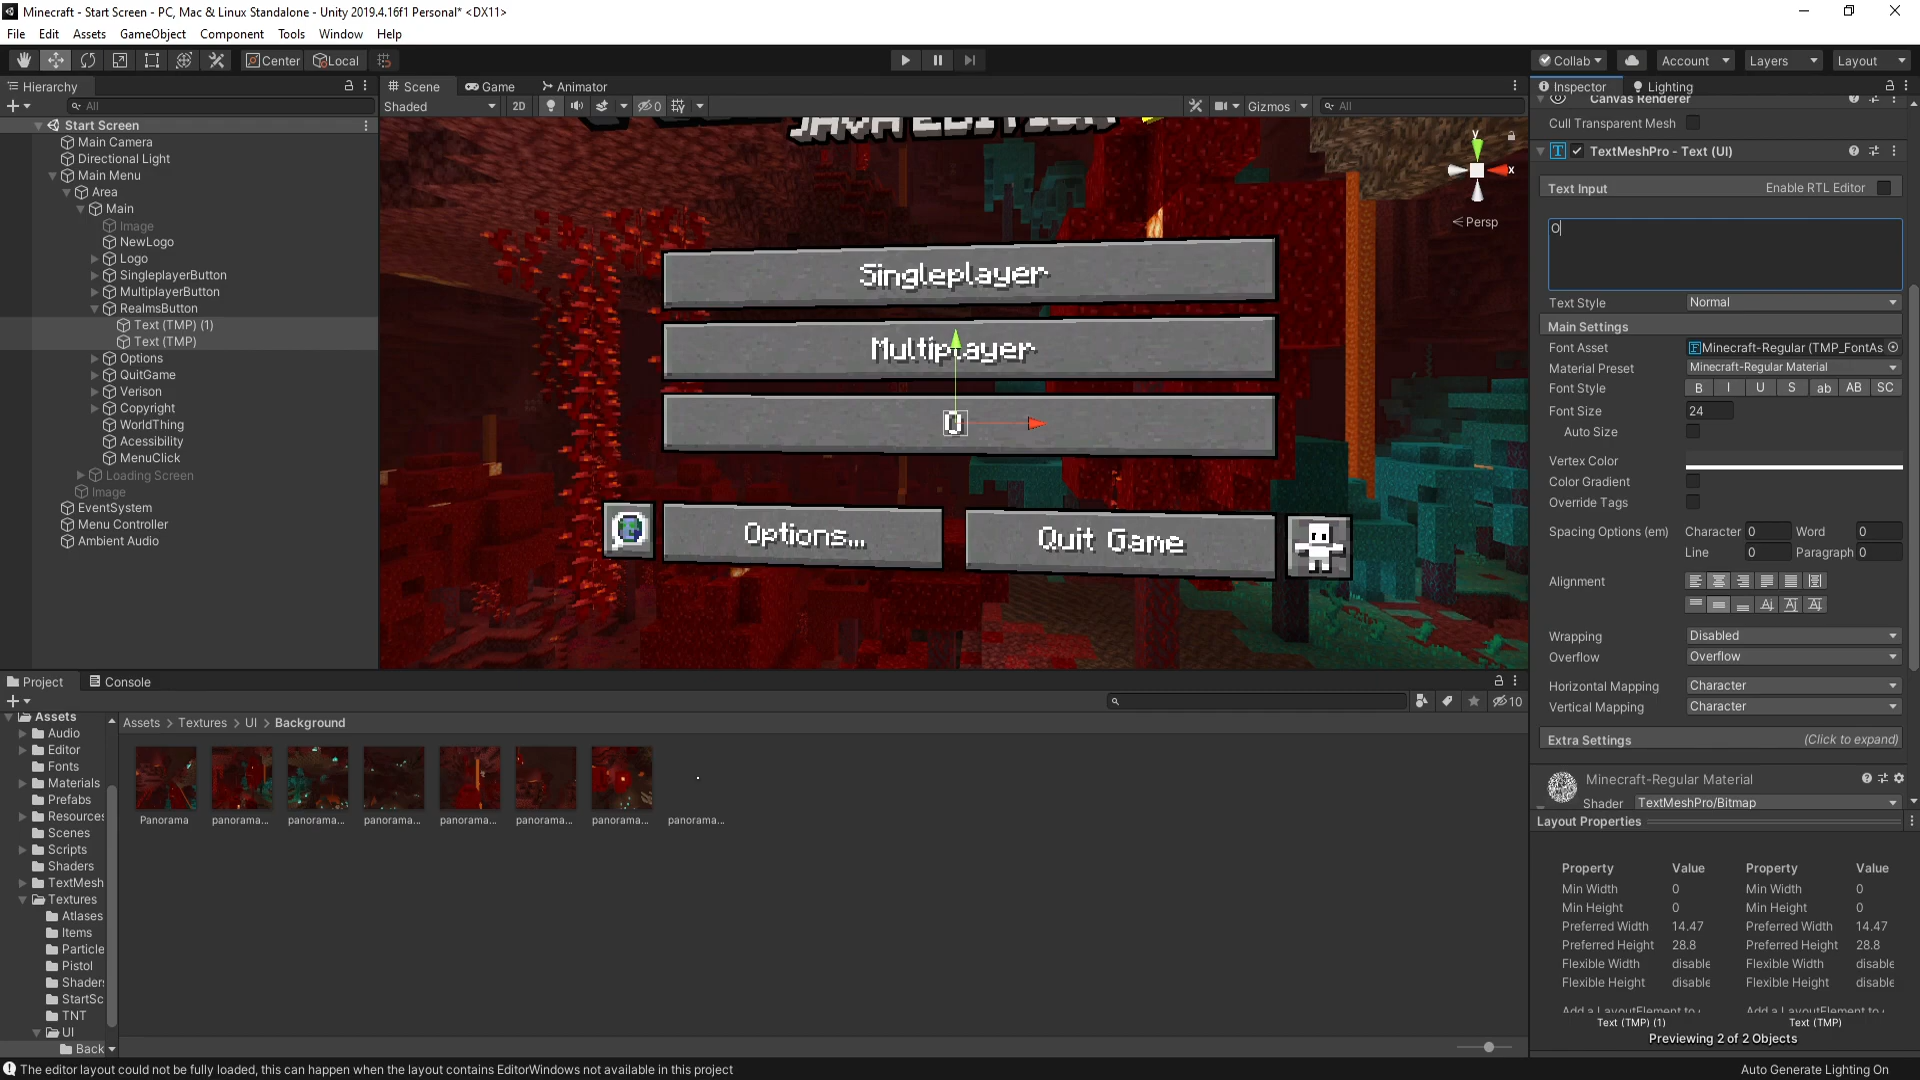 Minecraft - Start Screen - PC, Mac & Linux Standalone - Unity 2019.4.16f1 Personal* <DX11>
File Edit Assets GameObject Component Tools Window Help
Center Local Collab Account Layers Layout
Hierarchy
All
Start Screen
Main Camera
Directional Light
Main Menu
Area
Main
Image
NewLogo
Logo
SingleplayerButton
MultiplayerButton
RealmsButton
Text (TMP) (1)
Text (TMP)
Options
QuitGame
Verison
Copyright
WorldThing
Acessibility
MenuClick
Loading Screen
Image
EventSystem
Menu Controller
Ambient Audio
Scene Game Animator
Shaded 2D 0 Gizmos All
JAVA EDITION
y
x
Persp
Singleplayer
Multiplayer
O
Options...
Quit Game
Inspector Lighting
Canvas Renderer
Cull Transparent Mesh
TextMeshPro - Text (UI)
Text Input Enable RTL Editor
O
Text Style Normal
Main Settings
Font Asset Minecraft-Regular (TMP_FontAs
Material Preset Minecraft-Regular Material
Font Style B I U S ab AB SC
Font Size 24
Auto Size
Vertex Color
Color Gradient
Override Tags
Spacing Options (em) Character 0 Word 0
Line 0 Paragraph 0
Alignment
Wrapping Disabled
Overflow Overflow
Horizontal Mapping Character
Vertical Mapping Character
Extra Settings (Click to expand)
Minecraft-Regular Material
Shader TextMeshPro/Bitmap
Layout Properties
Property Value Property Value
Min Width 0 Min Width 0
Min Height 0 Min Height 0
Preferred Width 14.47 Preferred Width 14.47
Preferred Height 28.8 Preferred Height 28.8
Flexible Width disable Flexible Width disable
Flexible Height disable Flexible Height disable
Add a LayoutElement to Add a LayoutElement to
Text (TMP) (1) Text (TMP)
Previewing 2 of 2 Objects
Project Console
10
Assets
Audio
Editor
Fonts
Materials
Prefabs
Resources
Scenes
Scripts
Shaders
TextMesh
Textures
Atlases
Items
Particle
Pistol
Shaders
StartSc
TNT
UI
Back
Assets > Textures > UI > Background
Panorama panorama... panorama... panorama... panorama... panorama... panorama... panorama...
The editor layout could not be fully loaded, this can happen when the layout contains EditorWindows not available in this project
Auto Generate Lighting On